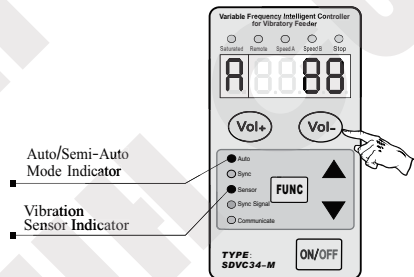 Variable Frequency Intelligent Controller
for Vibratory Feeder
Saturated Remote Speed A Speed B Stop
A 88
Vol+ Vol-
Auto
Sync
Sensor
FUNC
Sync Signal
Communicate
TYPE:
SDVC34-M
ON/OFF
Auto/Semi-Auto
Mode Indicator
Vibration
Sensor Indicator